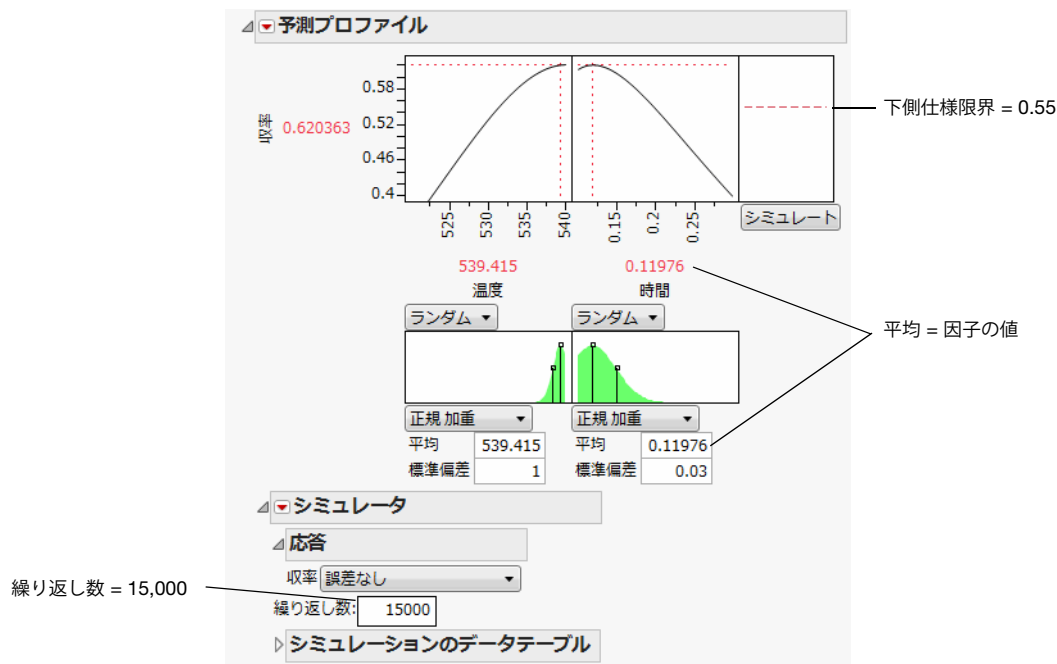 予測プロファイル
収率
0.620363
0.58
0.52
0.46
0.4
下側仕様限界 = 0.55
525
530
535
540
0.15
0.2
0.25
シミュレート
539.415
0.11976
温度
時間
ランダム
ランダム
平均 = 因子の値
正規 加重
正規 加重
平均 539.415
平均 0.11976
標準偏差 1
標準偏差 0.03
シミュレータ
応答
収率 誤差なし
繰り返し数 = 15,000
繰り返し数: 15000
シミュレーションのデータテーブル